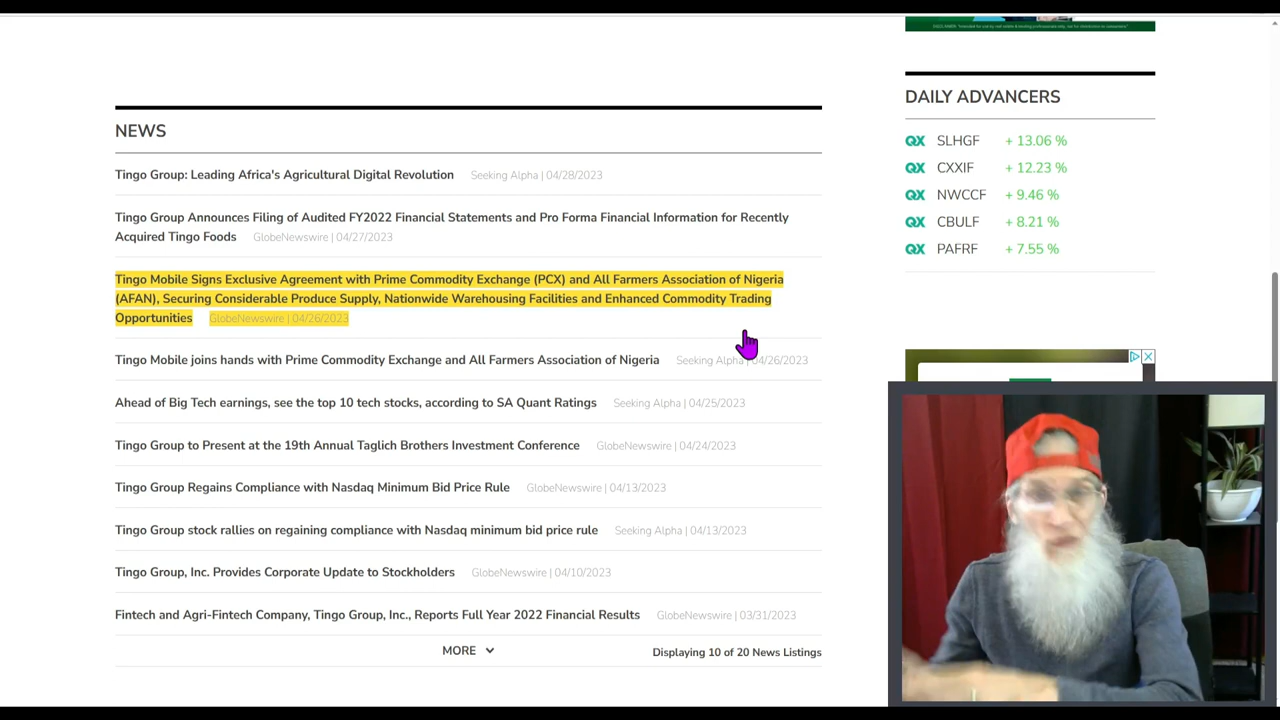 NEWS
Tingo Group: Leading Africa's Agricultural Digital Revolution Seeking Alpha | 04/28/2023
Tingo Group Announces Filing of Audited FY2022 Financial Statements and Pro Forma Financial Information for Recently
Acquired Tingo Foods GlobeNewswire | 04/27/2023
Tingo Mobile Signs Exclusive Agreement with Prime Commodity Exchange (PCX) and All Farmers Association of Nigeria
(AFAN), Securing Considerable Produce Supply, Nationwide Warehousing Facilities and Enhanced Commodity Trading
Opportunities GlobeNewswire | 04/26/2023
Tingo Mobile joins hands with Prime Commodity Exchange and All Farmers Association of Nigeria Seeking Alpha | 04/26/2023
Ahead of Big Tech earnings, see the top 10 tech stocks, according to SA Quant Ratings Seeking Alpha | 04/25/2023
Tingo Group to Present at the 19th Annual Taglich Brothers Investment Conference GlobeNewswire | 04/24/2023
Tingo Group Regains Compliance with Nasdaq Minimum Bid Price Rule GlobeNewswire | 04/13/2023
Tingo Group stock rallies on regaining compliance with Nasdaq minimum bid price rule Seeking Alpha | 04/13/2023
Tingo Group, Inc. Provides Corporate Update to Stockholders GlobeNewswire | 04/10/2023
Fintech and Agri-Fintech Company, Tingo Group, Inc., Reports Full Year 2022 Financial Results GlobeNewswire | 03/31/2023
MORE
Displaying 10 of 20 News Listings
DAILY ADVANCERS
QX SLHGF + 13.06 %
QX CXXIF + 12.23 %
QX NWCCF + 9.46 %
QX CBULF + 8.21 %
QX PAFRF + 7.55 %